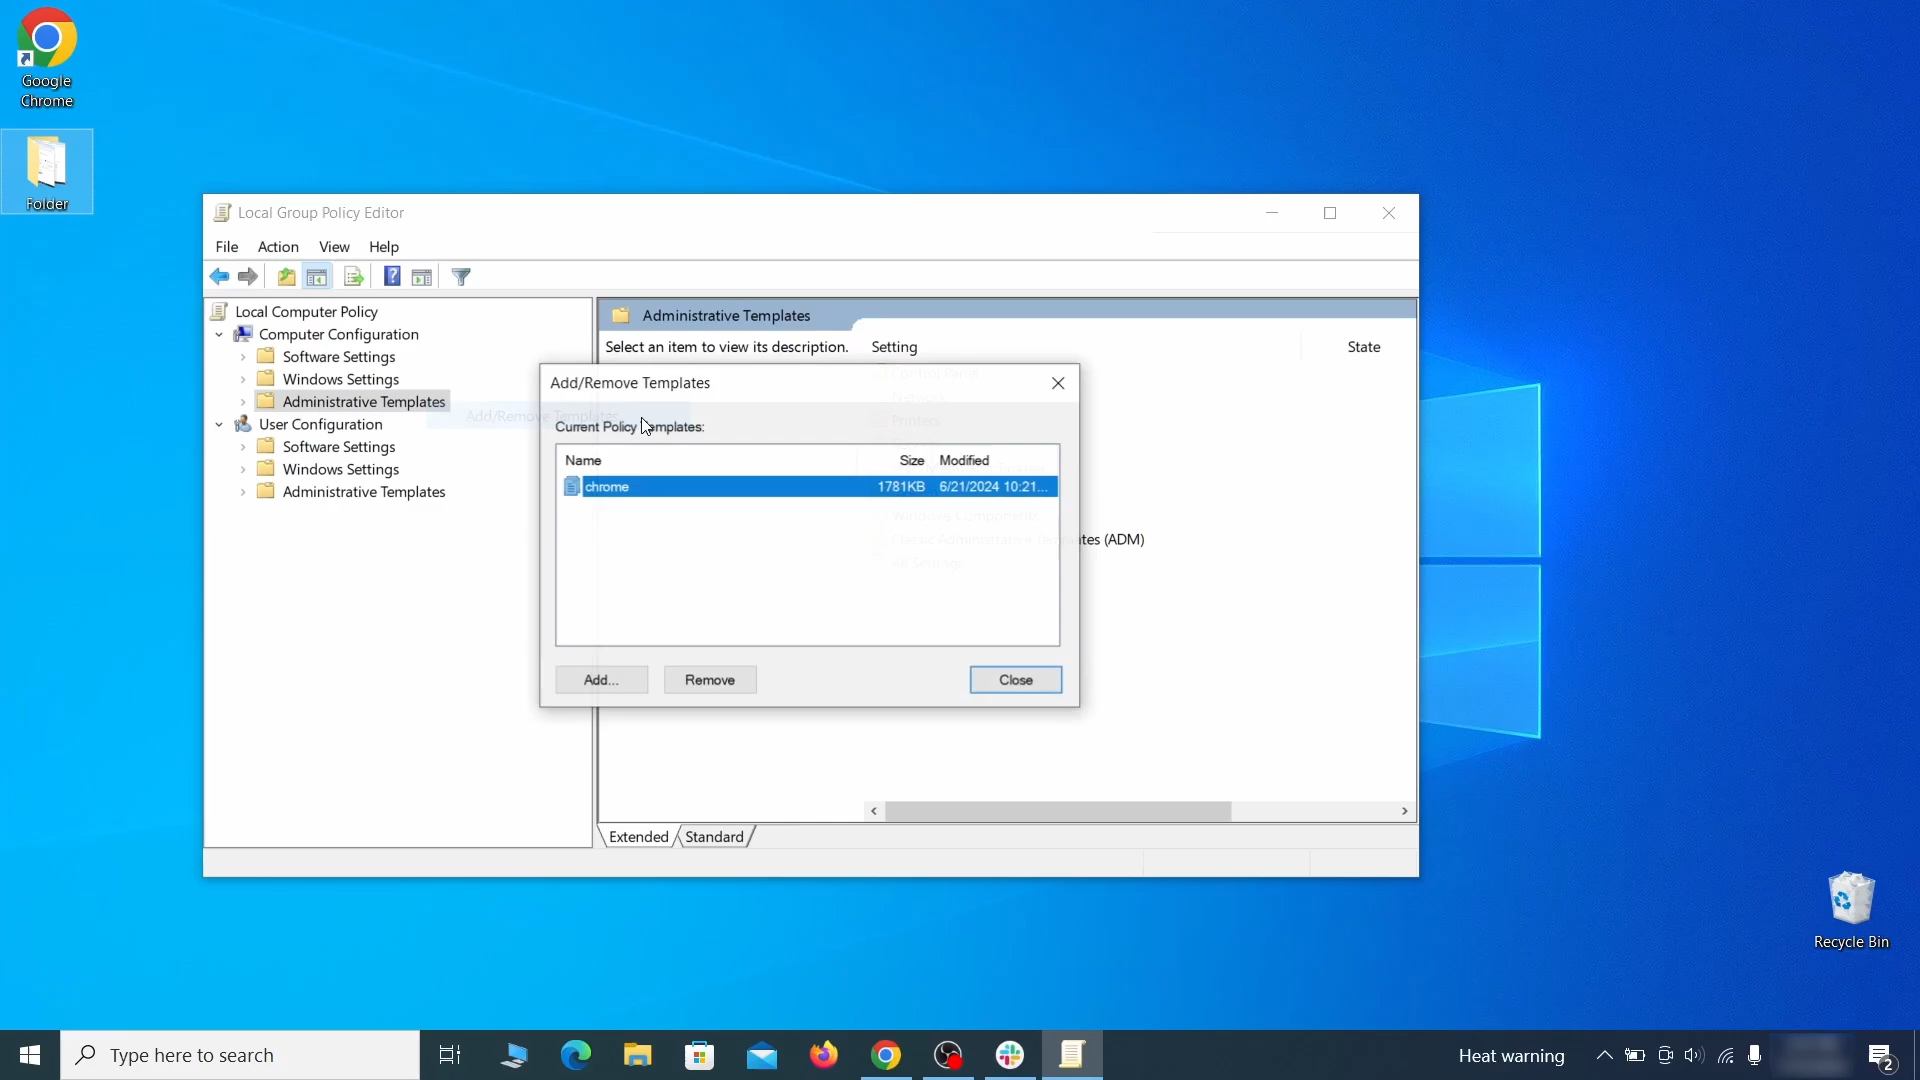 Google
Chrome
Folder
Local Group Policy Editor
File Action View Help
Local Computer Policy
Computer Configuration
Software Settings
Windows Settings
Administrative Templates
User Configuration
Software Settings
Windows Settings
Administrative Templates
Administrative Templates
Select an item to view its description.
Setting State
Control Panel
Network
Printers
Windows Components
Classic Administrative Templates (ADM)
All Settings
Add/Remove Templates
Add/Remove Templates
Current Policy Templates:
Name Size Modified
chrome 1781KB 6/21/2024 10:21...
Add... Remove Close
Extended Standard
Recycle Bin
Type here to search
Heat warning
2